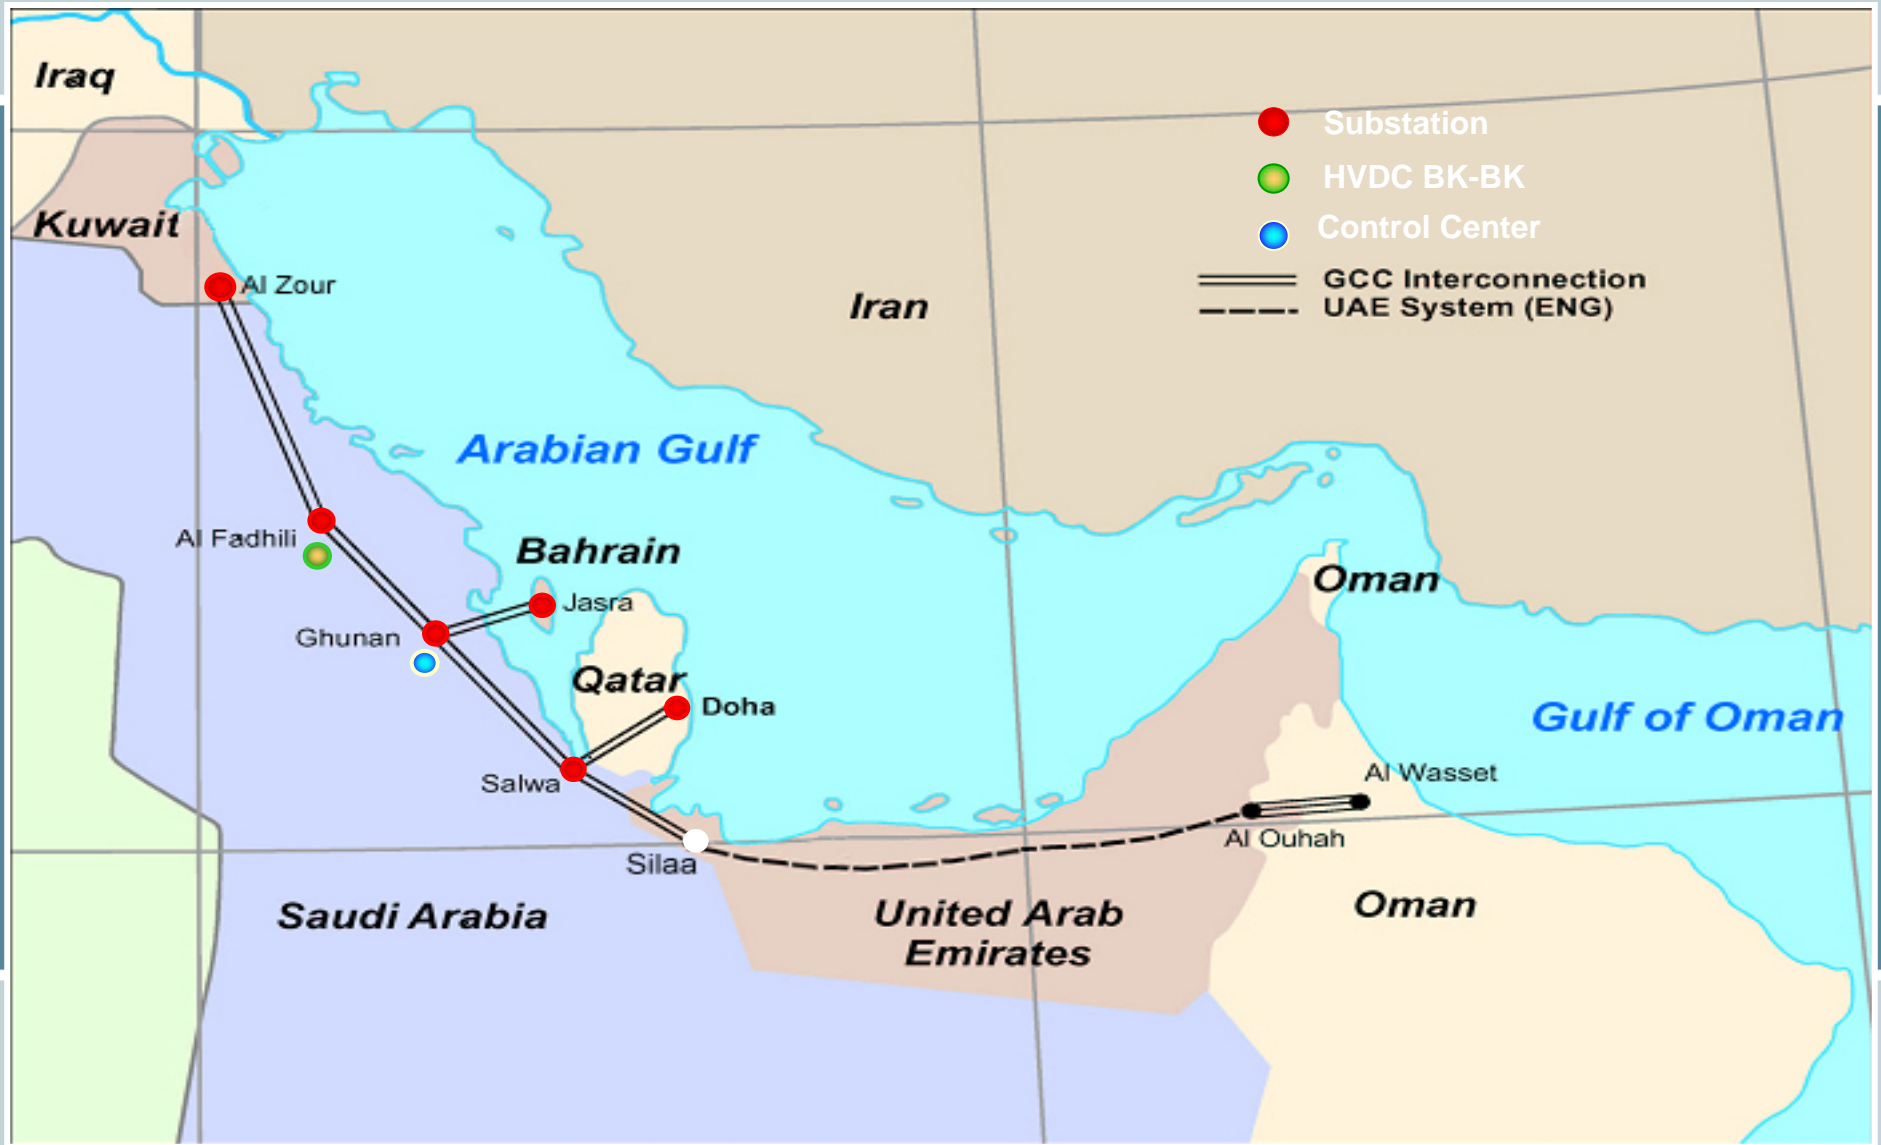 Iraq
Substation
HVDC BK-BK
Kuwait
Control Center
Al Zour
GCC Interconnection
Iran
UAE System (ENG)
Arabian Gulf
Al Fadhili
Bahrain
Oman
Jasra
Ghunan
Qatar
Doha
Gulf of Oman
Al Wasset
Salwa
Al Ouhah
Silaa
Saudi Arabia
United Arab
Emirates
Oman